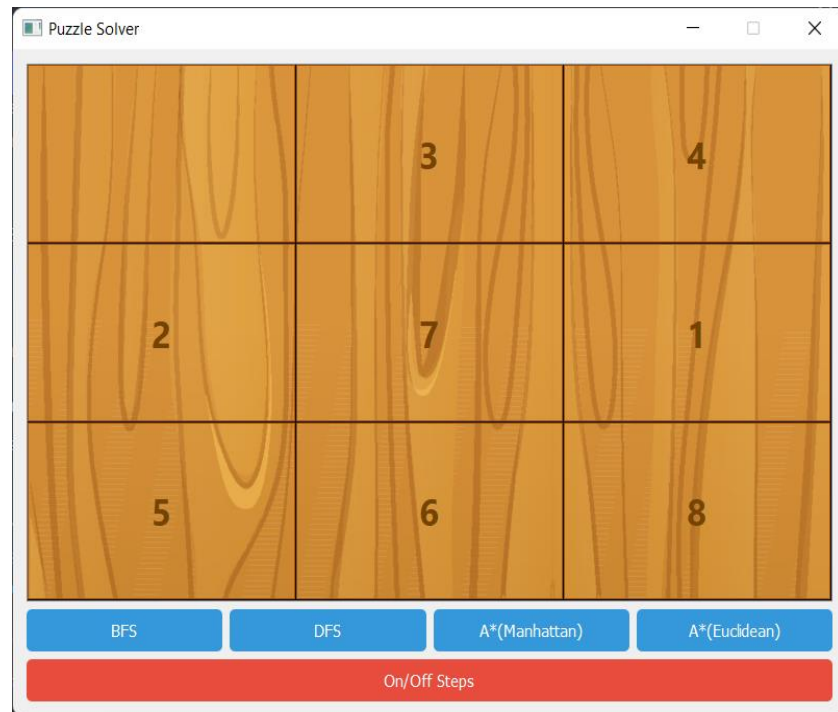 Puzzle Solver
3 4
2 7 1
5 6 8
BFS DFS A*(Manhattan) A*(Euclidean)
On/Off Steps